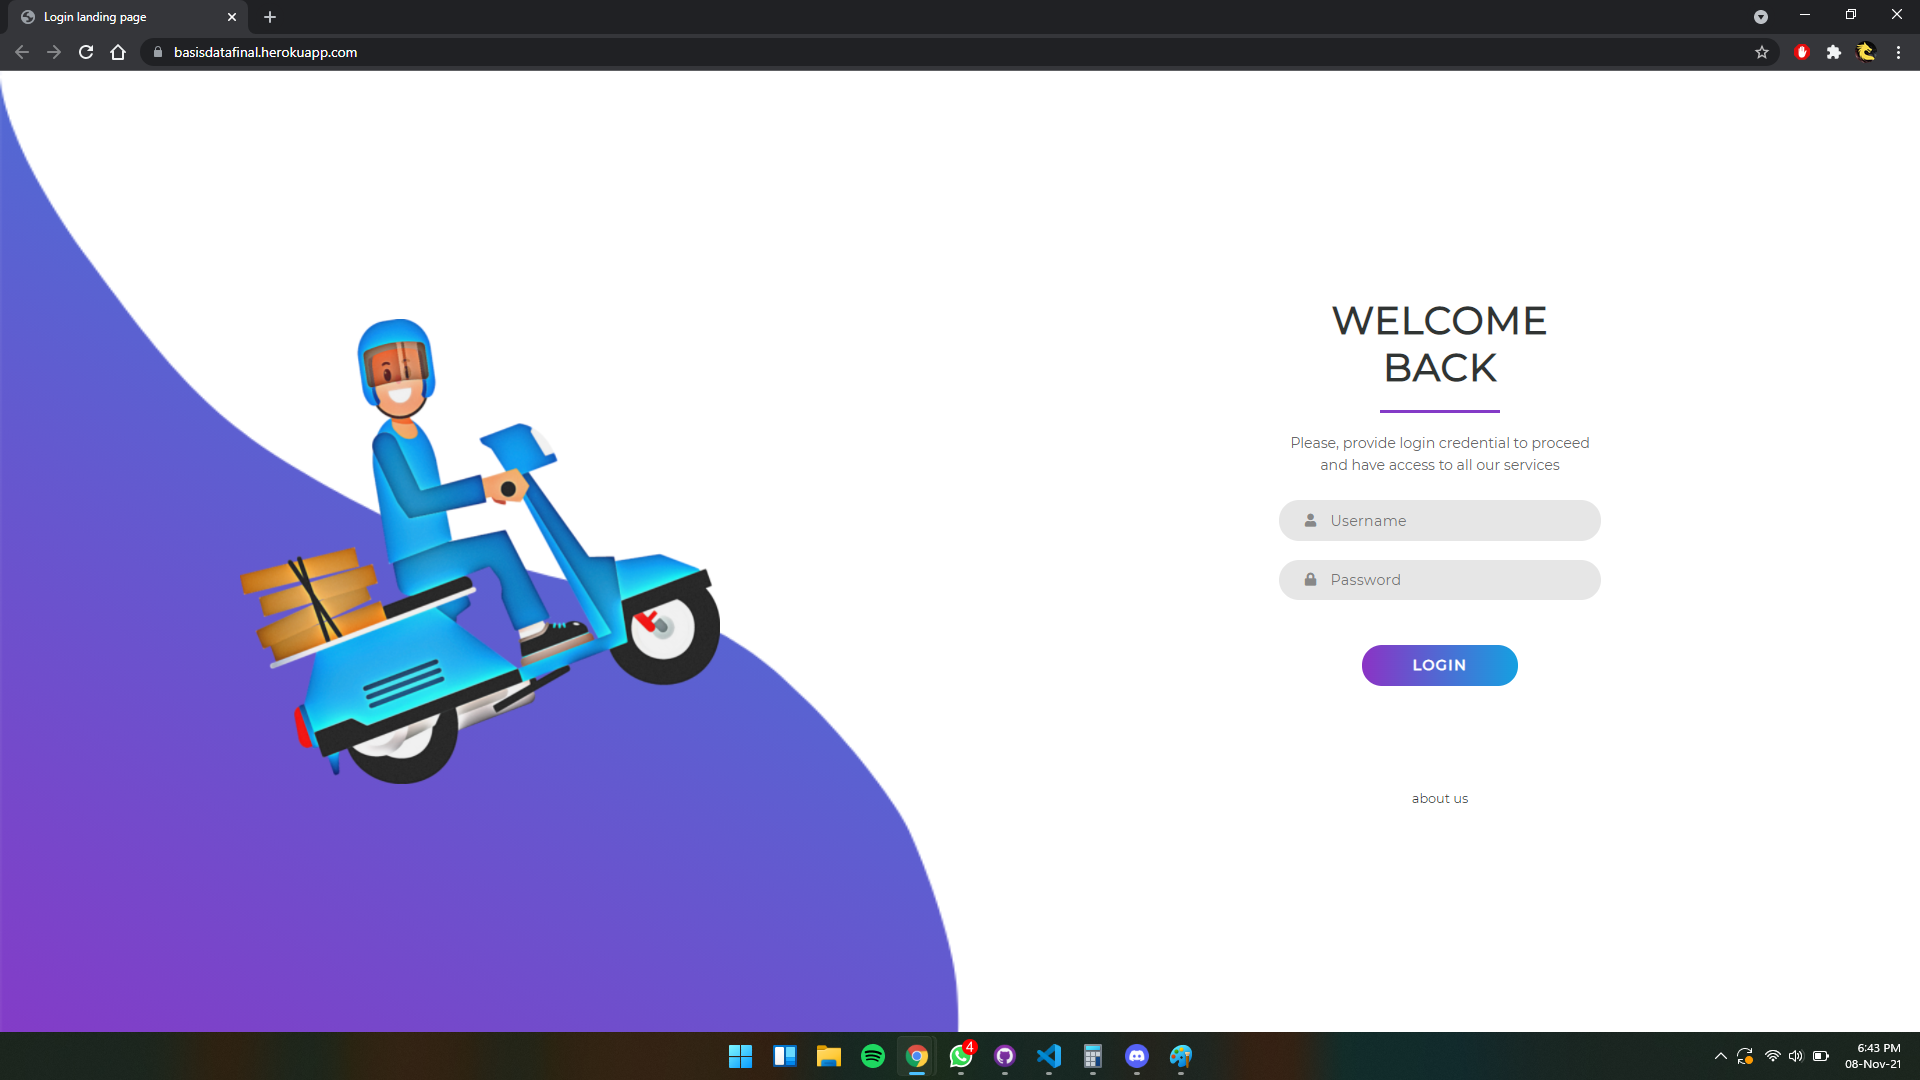 Login landing page
basisdatafinal.herokuapp.com
WELCOME
BACK
Please, provide login credential to proceed
and have access to all our services
Username
Password
LOGIN
about us
4
6:43 PM
08-Nov-21